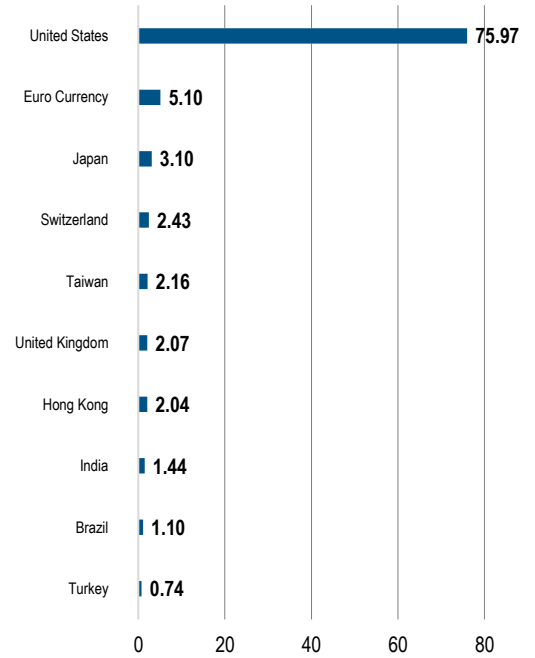 United States 75.97
Euro Currency 5.10
Japan 3.10
Switzerland 2.43
Taiwan 2.16
United Kingdom 2.07
Hong Kong 2.04
India 1.44
Brazil 1.10
Turkey 0.74
0 20 40 60 80